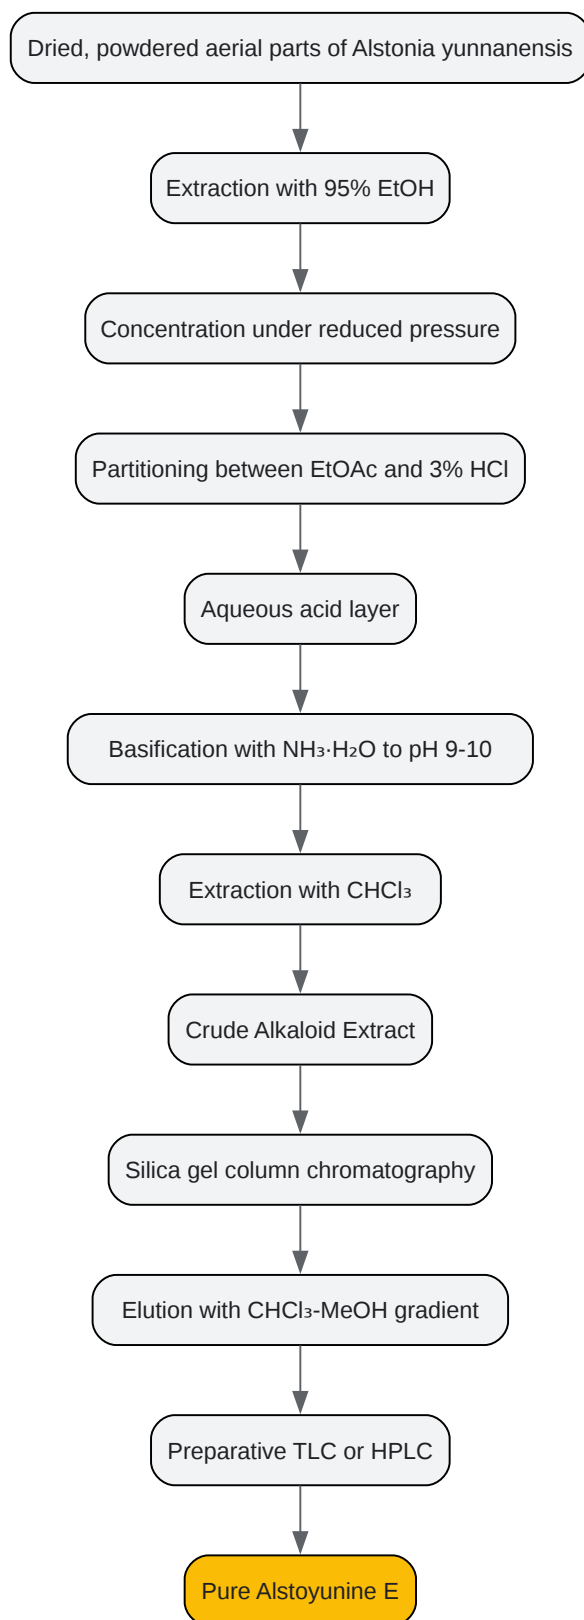 Dried, powdered aerial parts of Alstonia yunnanensis
Extraction with 95% EtOH
Concentration under reduced pressure
Partitioning between EtOAc and 3% HCl
Aqueous acid layer
Basification with NH₃·H₂O to pH 9-10
Extraction with CHCl₃
Crude Alkaloid Extract
Silica gel column chromatography
Elution with CHCl₃-MeOH gradient
Preparative TLC or HPLC
Pure Alstoyunine E